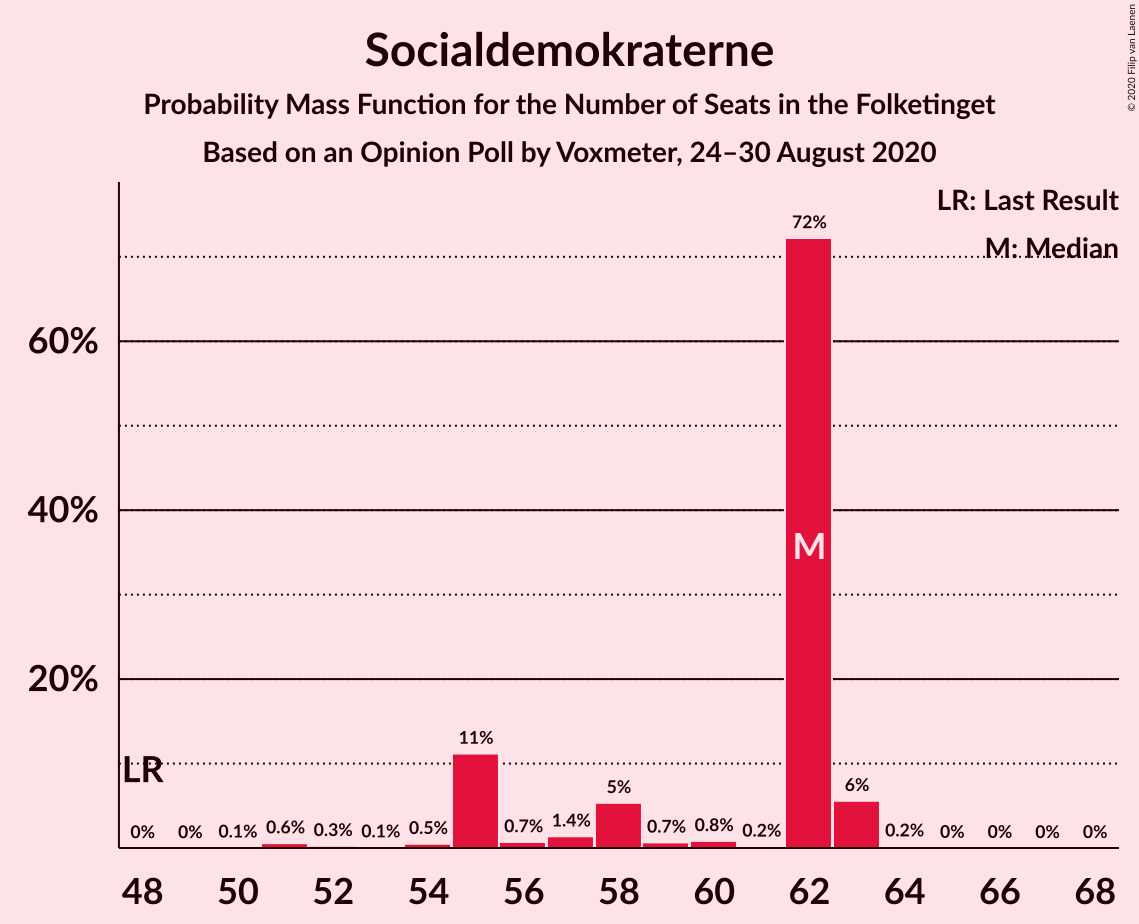 Socialdemokraterne
Probability Mass Function for the Number of Seats in the Folketinget
Based on an Opinion Poll by Voxmeter, 24–30 August 2020
© 2020 Filip van Laenen
LR: Last Result
M: Median
72%
60%
40%
M
20%
11%
LR
6%
5%
0% 0% 0.1% 0.6% 0.3% 0.1% 0.5% 0.7% 1.4% 0.7% 0.8% 0.2% 0.2% 0% 0% 0% 0%
48 50 52 54 56 58 60 62 64 66 68